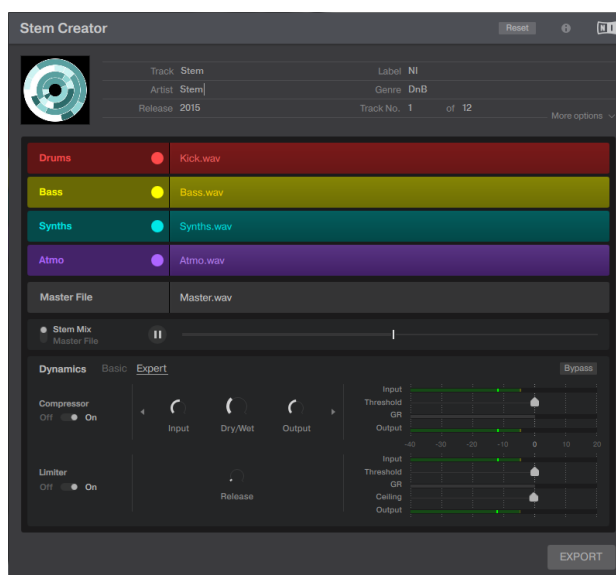 Stem Creator Reset i NI
Track Stem Label NI
Artist Stem Genre DnB
Release 2015 Track No. 1 of 12
More options
Drums Kick.wav
Bass Bass.wav
Synths Synths.wav
Atmo Atmo.wav
Master File Master.wav
Stem Mix
Master File
Dynamics Basic Expert Bypass
Compressor
Off On
Input Dry/Wet Output
Input
Threshold
GR
Output
-40 -30 -20 -10 0 10 20
Limiter
Off On
Release
Input
Threshold
GR
Ceiling
Output
EXPORT